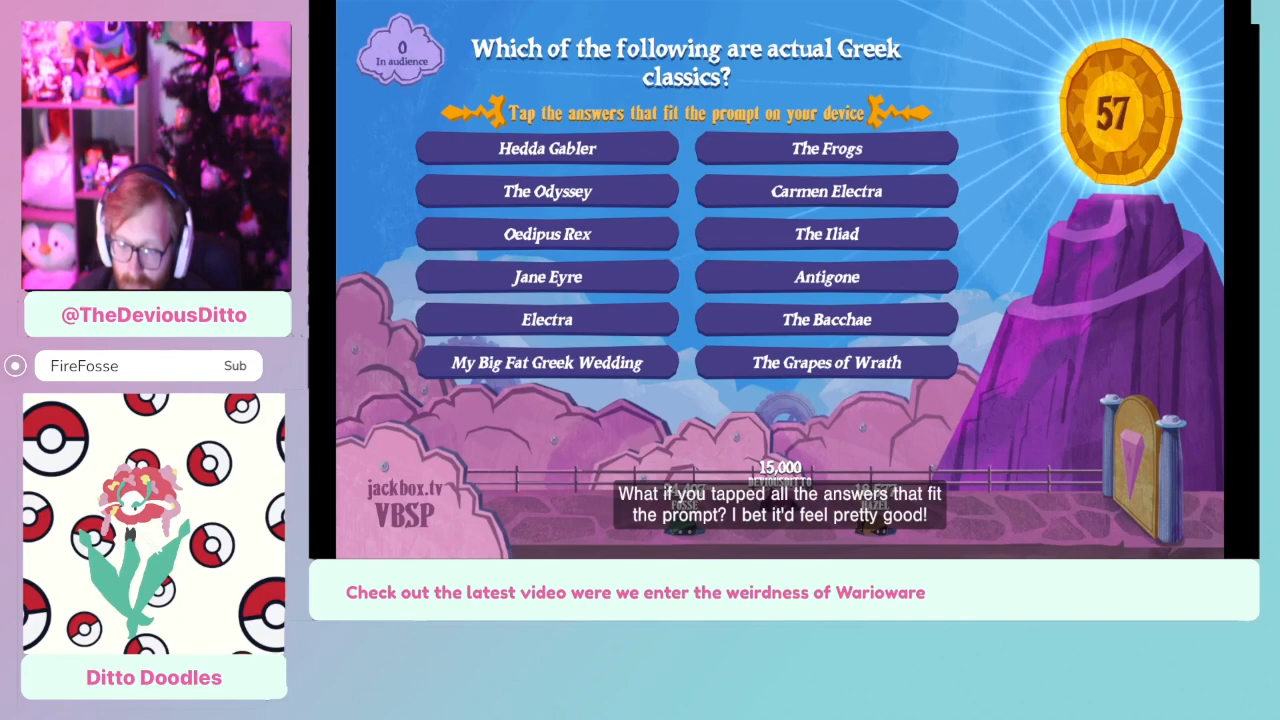 0
In audience
Which of the following are actual Greek
classics?
Tap the answers that fit the prompt on your device
57
Hedda Gabler
The Frogs
The Odyssey
Carmen Electra
Oedipus Rex
The Iliad
Jane Eyre
Antigone
Electra
The Bacchae
My Big Fat Greek Wedding
The Grapes of Wrath
@TheDeviousDitto
FireFosse
Sub
jackbox.tv
VBSP
15,000
DEVIOUSDITTO
FOSSE
HAZEL
What if you tapped all the answers that fit
the prompt? I bet it'd feel pretty good!
Check out the latest video were we enter the weirdness of Warioware
Ditto Doodles